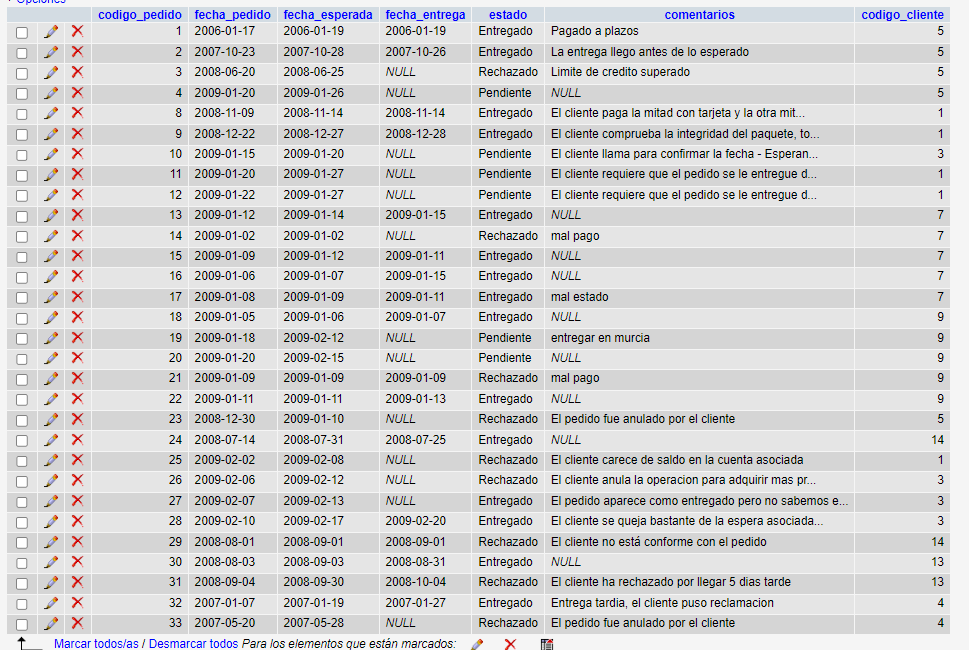 Opciones
codigo_pedido fecha_pedido fecha_esperada fecha_entrega estado comentarios codigo_cliente
1 2006-01-17 2006-01-19 2006-01-19 Entregado Pagado a plazos 5
2 2007-10-23 2007-10-28 2007-10-26 Entregado La entrega llego antes de lo esperado 5
3 2008-06-20 2008-06-25 NULL Rechazado Limite de credito superado 5
4 2009-01-20 2009-01-26 NULL Pendiente NULL 5
8 2008-11-09 2008-11-14 2008-11-14 Entregado El cliente paga la mitad con tarjeta y la otra mit... 1
9 2008-12-22 2008-12-27 2008-12-28 Entregado El cliente comprueba la integridad del paquete, to... 1
10 2009-01-15 2009-01-20 NULL Pendiente El cliente llama para confirmar la fecha - Esperan... 3
11 2009-01-20 2009-01-27 NULL Pendiente El cliente requiere que el pedido se le entregue d... 1
12 2009-01-22 2009-01-27 NULL Pendiente El cliente requiere que el pedido se le entregue d... 1
13 2009-01-12 2009-01-14 2009-01-15 Entregado NULL 7
14 2009-01-02 2009-01-02 NULL Rechazado mal pago 7
15 2009-01-09 2009-01-12 2009-01-11 Entregado NULL 7
16 2009-01-06 2009-01-07 2009-01-15 Entregado NULL 7
17 2009-01-08 2009-01-09 2009-01-11 Entregado mal estado 7
18 2009-01-05 2009-01-06 2009-01-07 Entregado NULL 9
19 2009-01-18 2009-02-12 NULL Pendiente entregar en murcia 9
20 2009-01-20 2009-02-15 NULL Pendiente NULL 9
21 2009-01-09 2009-01-09 2009-01-09 Rechazado mal pago 9
22 2009-01-11 2009-01-11 2009-01-13 Entregado NULL 9
23 2008-12-30 2009-01-10 NULL Rechazado El pedido fue anulado por el cliente 5
24 2008-07-14 2008-07-31 2008-07-25 Entregado NULL 14
25 2009-02-02 2009-02-08 NULL Rechazado El cliente carece de saldo en la cuenta asociada 1
26 2009-02-06 2009-02-12 NULL Rechazado El cliente anula la operacion para adquirir mas pr... 3
27 2009-02-07 2009-02-13 NULL Entregado El pedido aparece como entregado pero no sabemos e... 3
28 2009-02-10 2009-02-17 2009-02-20 Entregado El cliente se queja bastante de la espera asociada... 3
29 2008-08-01 2008-09-01 2008-09-01 Rechazado El cliente no está conforme con el pedido 14
30 2008-08-03 2008-09-03 2008-08-31 Entregado NULL 13
31 2008-09-04 2008-09-30 2008-10-04 Rechazado El cliente ha rechazado por llegar 5 dias tarde 13
32 2007-01-07 2007-01-19 2007-01-27 Entregado Entrega tardia, el cliente puso reclamacion 4
33 2007-05-20 2007-05-28 NULL Rechazado El pedido fue anulado por el cliente 4
Marcar todos/as / Desmarcar todos Para los elementos que están marcados: